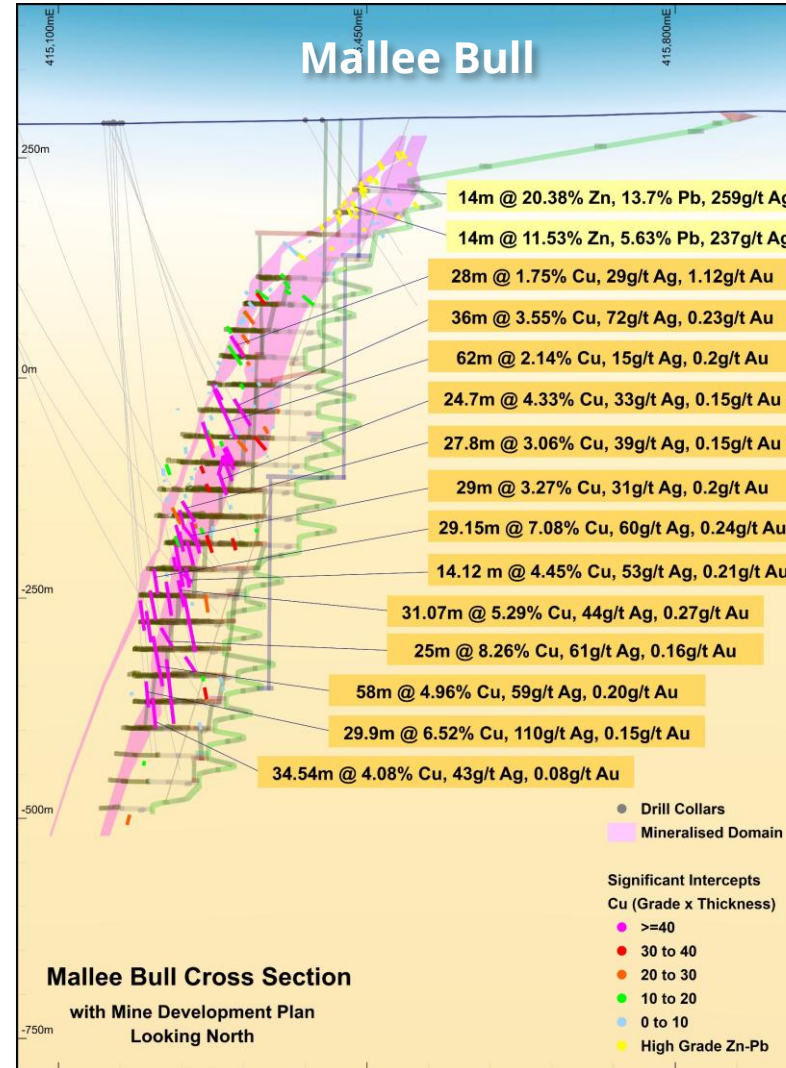 415,100mE
415,800mE
Mallee Bull
250m
14m @ 20.38% Zn, 13.7% Pb, 259g/t Ag
14m @ 11.53% Zn, 5.63% Pb, 237g/t Ag
28m @ 1.75% Cu, 29g/t Ag, 1.12g/t Au
36m @ 3.55% Cu, 72g/t Ag, 0.23g/t Au
62m @ 2.14% Cu, 15g/t Ag, 0.2g/t Au
0m
24.7m @ 4.33% Cu, 33g/t Ag, 0.15g/t Au
27.8m @ 3.06% Cu, 39g/t Ag, 0.15g/t Au
29m @ 3.27% Cu, 31g/t Ag, 0.2g/t Au
29.15m @ 7.08% Cu, 60g/t Ag, 0.24g/t Au
14.12 m @ 4.45% Cu, 53g/t Ag, 0.21g/t Au
-250m
31.07m @ 5.29% Cu, 44g/t Ag, 0.27g/t Au
25m @ 8.26% Cu, 61g/t Ag, 0.16g/t Au
58m @ 4.96% Cu, 59g/t Ag, 0.20g/t Au
29.9m @ 6.52% Cu, 110g/t Ag, 0.15g/t Au
34.54m @ 4.08% Cu, 43g/t Ag, 0.08g/t Au
-500m
Drill Collars
Mineralised Domain
Significant Intercepts
Cu (Grade x Thickness)
>=40
30 to 40
20 to 30
10 to 20
0 to 10
High Grade Zn-Pb
Mallee Bull Cross Section
with Mine Development Plan
Looking North
-750m